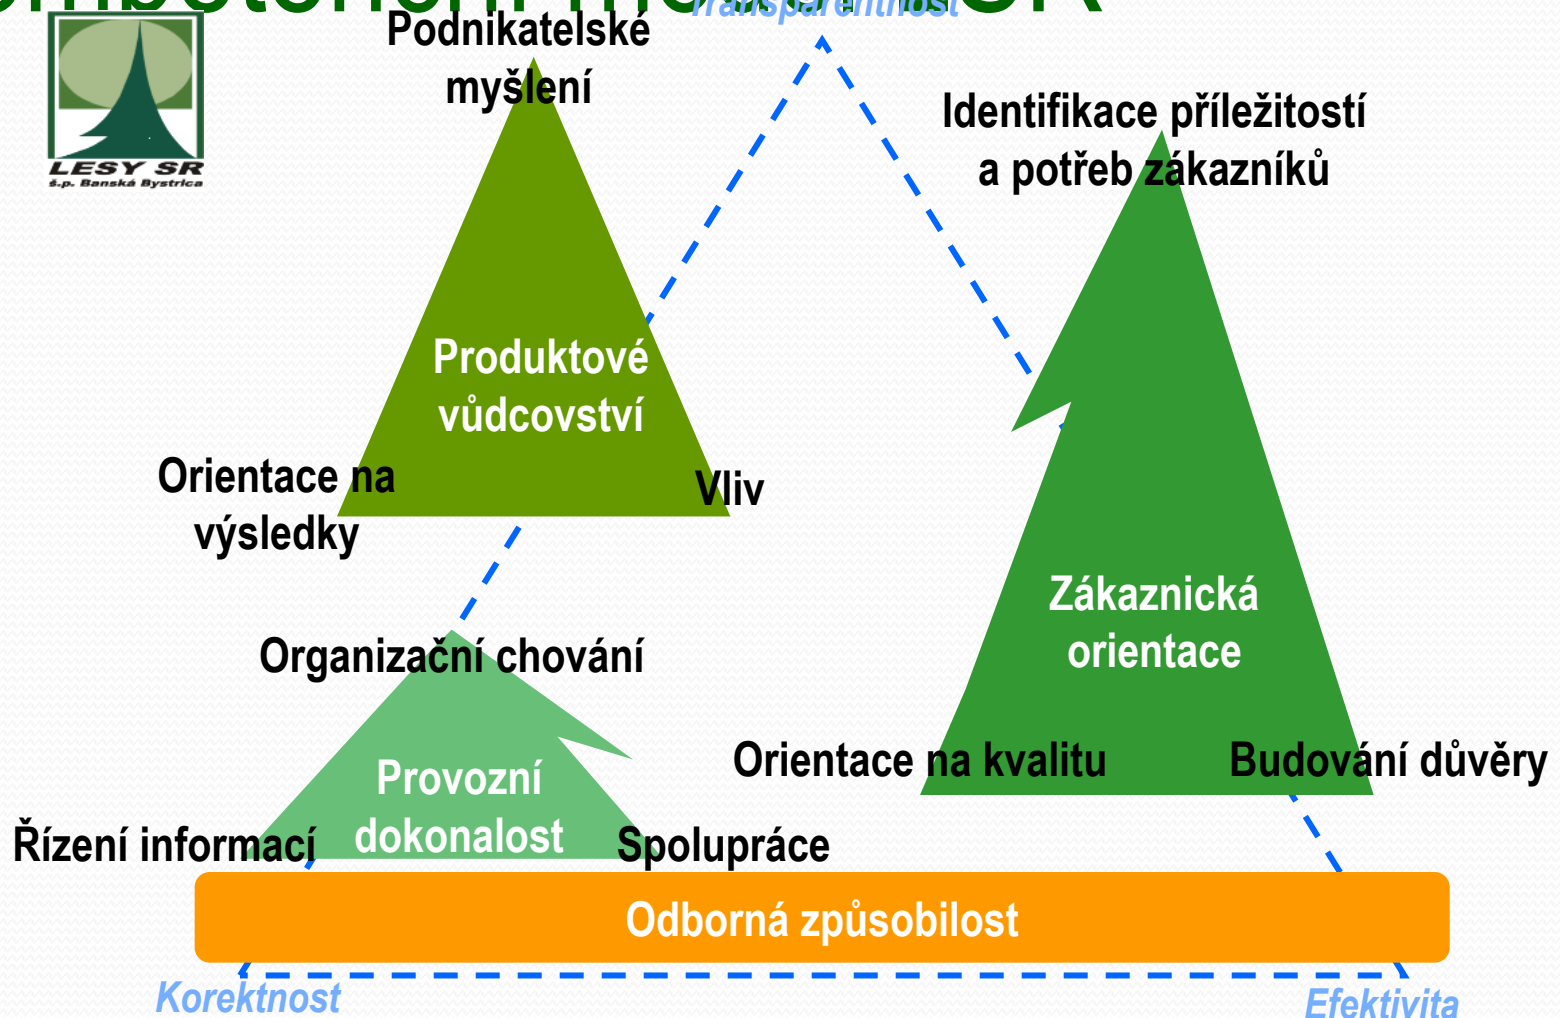 Transparentnost
Podnikatelské
myšlení
LESY SR
š.p. Banská Bystrica
Identifikace příležitostí
a potřeb zákazníků
Produktové
vůdcovství
Orientace na
výsledky
Vliv
Zákaznická
orientace
Organizační chování
Orientace na kvalitu
Budování důvěry
Provozní
dokonalost
Řízení informací
Spolupráce
Odborná způsobilost
Korektnost
Efektivita